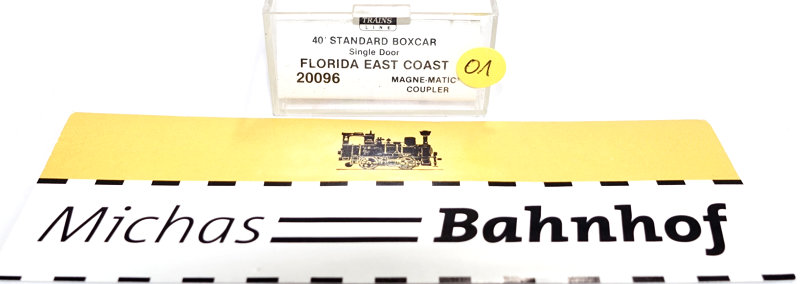 TRAINS
LINE
40' STANDARD BOXCAR
Single Door
FLORIDA EAST COAST
20096 MAGNE-MATIC®
COUPLER
01
Michas Bahnhof